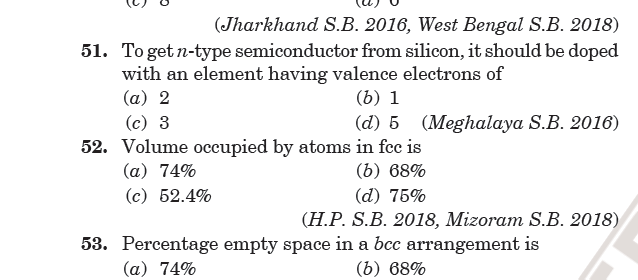 (c) 8 (d) 6
(Jharkhand S.B. 2016, West Bengal S.B. 2018)
51. To get n-type semiconductor from silicon, it should be doped
with an element having valence electrons of
(a) 2 (b) 1
(c) 3 (d) 5 (Meghalaya S.B. 2016)
52. Volume occupied by atoms in fcc is
(a) 74% (b) 68%
(c) 52.4% (d) 75%
(H.P. S.B. 2018, Mizoram S.B. 2018)
53. Percentage empty space in a bcc arrangement is
(a) 74% (b) 68%